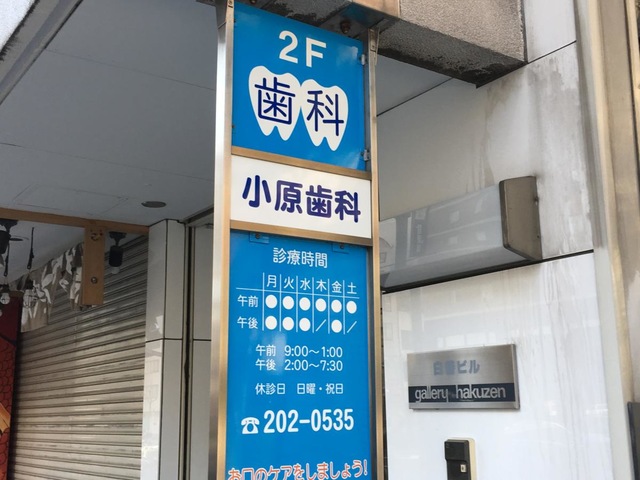 2F
歯科
小原歯科
診療時間
月火水木金土
午前 ●●●●●●
午後 ●●●／●／
午前 9:00～1:00
午後 2:00～7:30
休診日 日曜・祝日
☎202-0535
お口のケアをしましょう!
ビル
gallery hakuzen